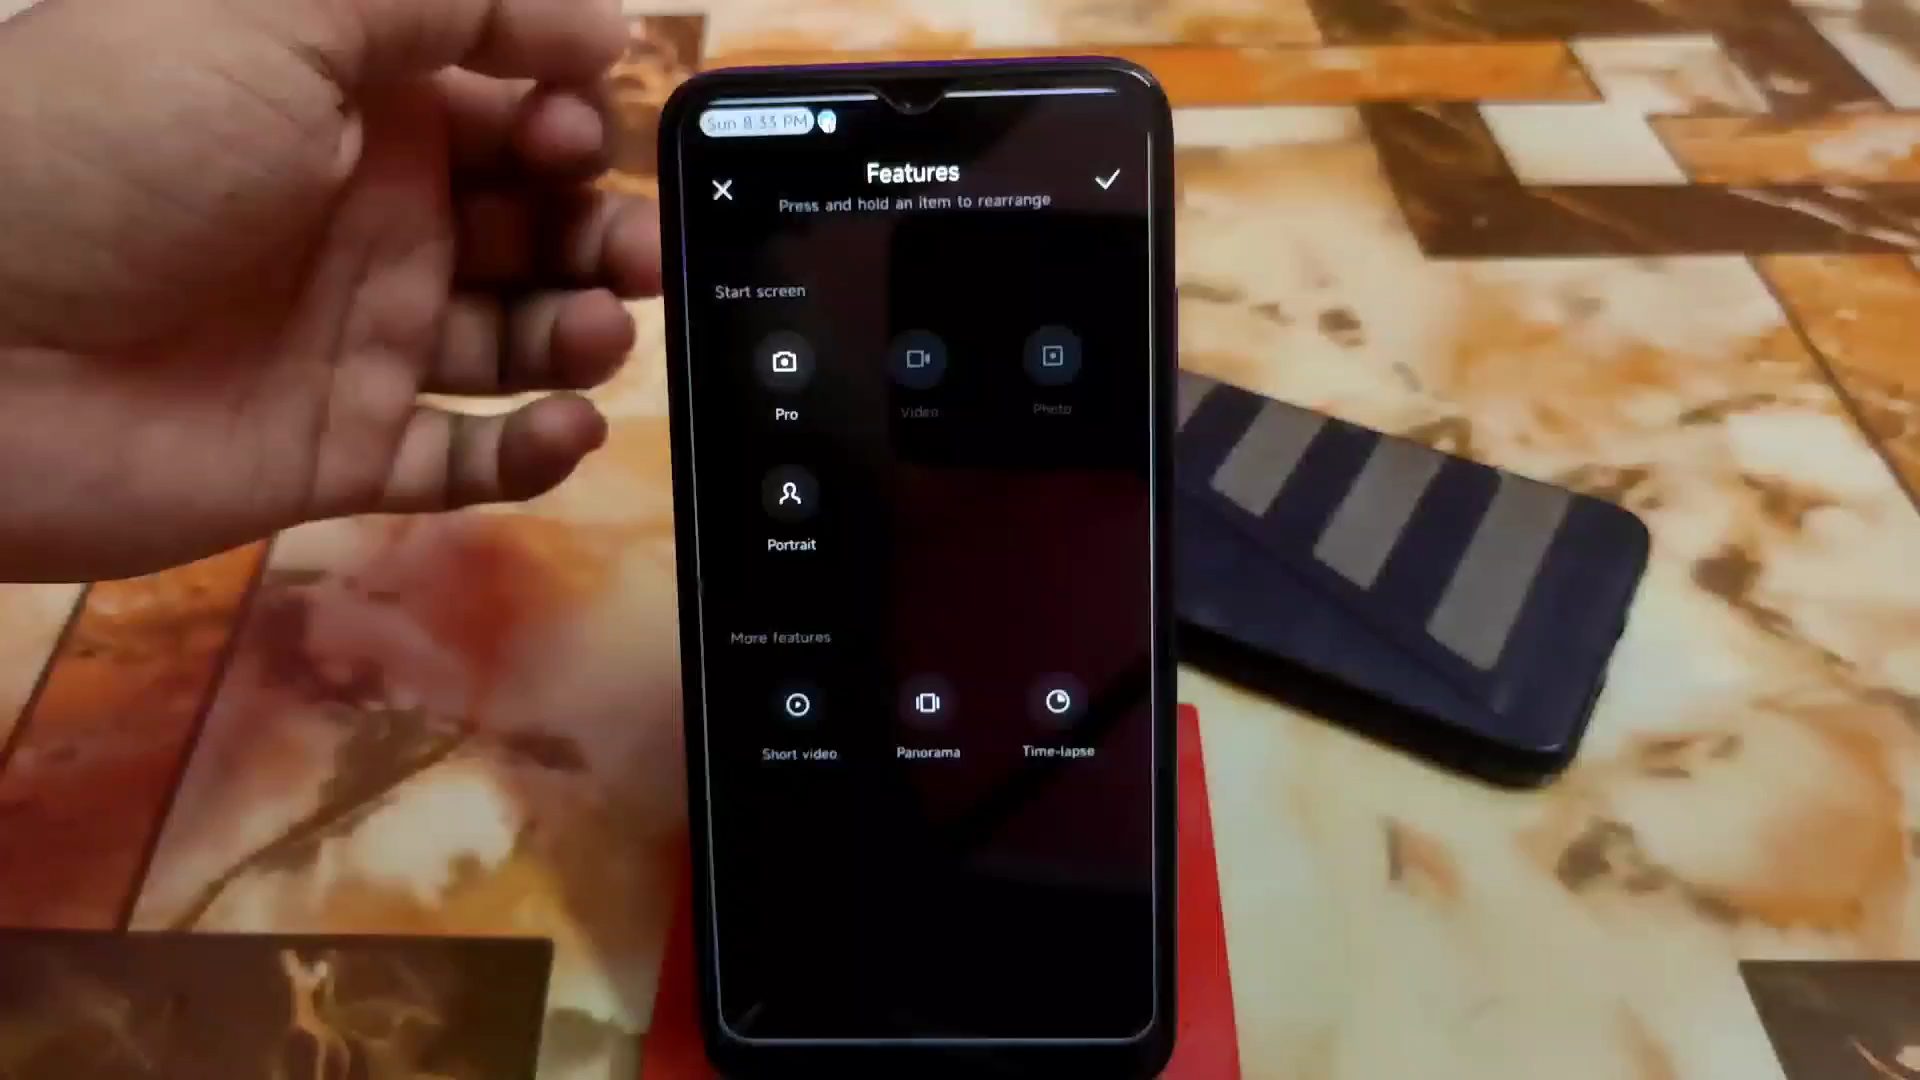 Sun 8:33 PM
Features
Press and hold an item to rearrange
Start screen
Pro
Video
Photo
Portrait
More features
Short video
Panorama
Time-lapse